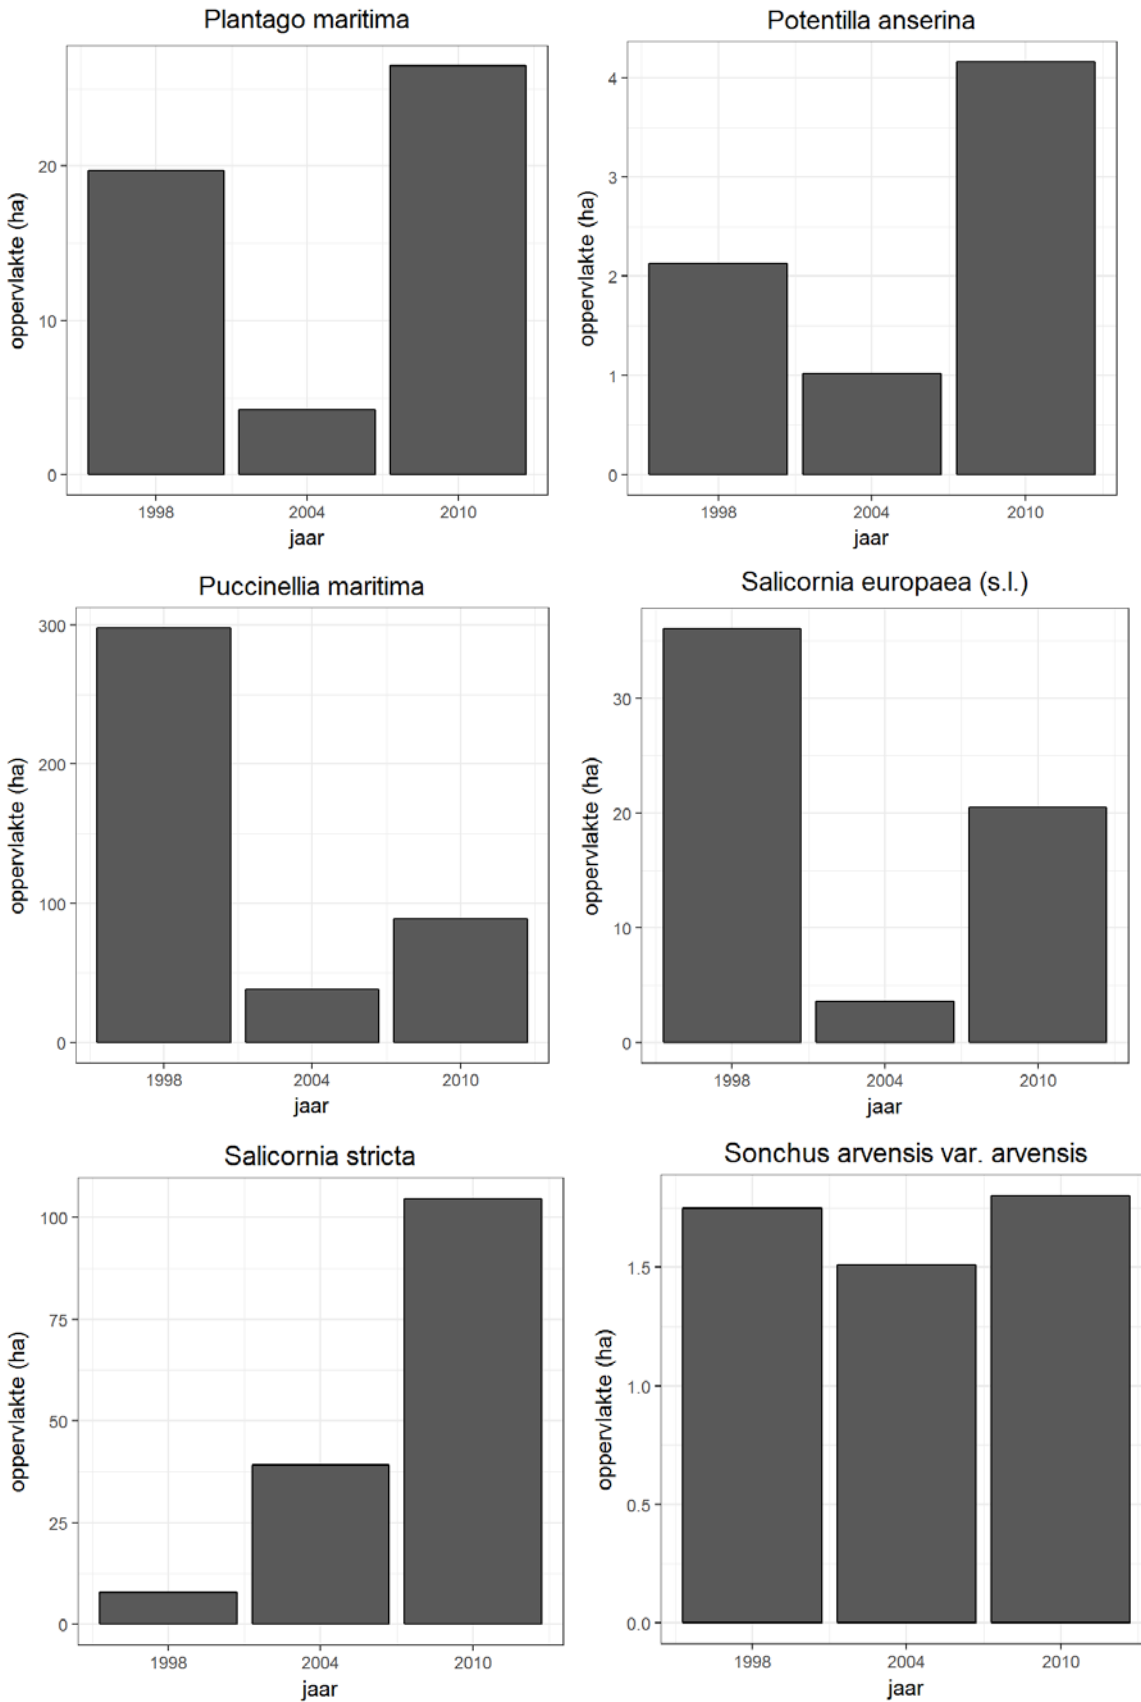 Plantago maritima
oppervlakte (ha)
20
10
0
1998 2004 2010
jaar
Potentilla anserina
oppervlakte (ha)
4
3
2
1
0
1998 2004 2010
jaar
Puccinellia maritima
oppervlakte (ha)
300
200
100
0
1998 2004 2010
jaar
Salicornia europaea (s.l.)
oppervlakte (ha)
30
20
10
0
1998 2004 2010
jaar
Salicornia stricta
oppervlakte (ha)
100
75
50
25
0
1998 2004 2010
jaar
Sonchus arvensis var. arvensis
oppervlakte (ha)
1.5
1.0
0.5
0.0
1998 2004 2010
jaar